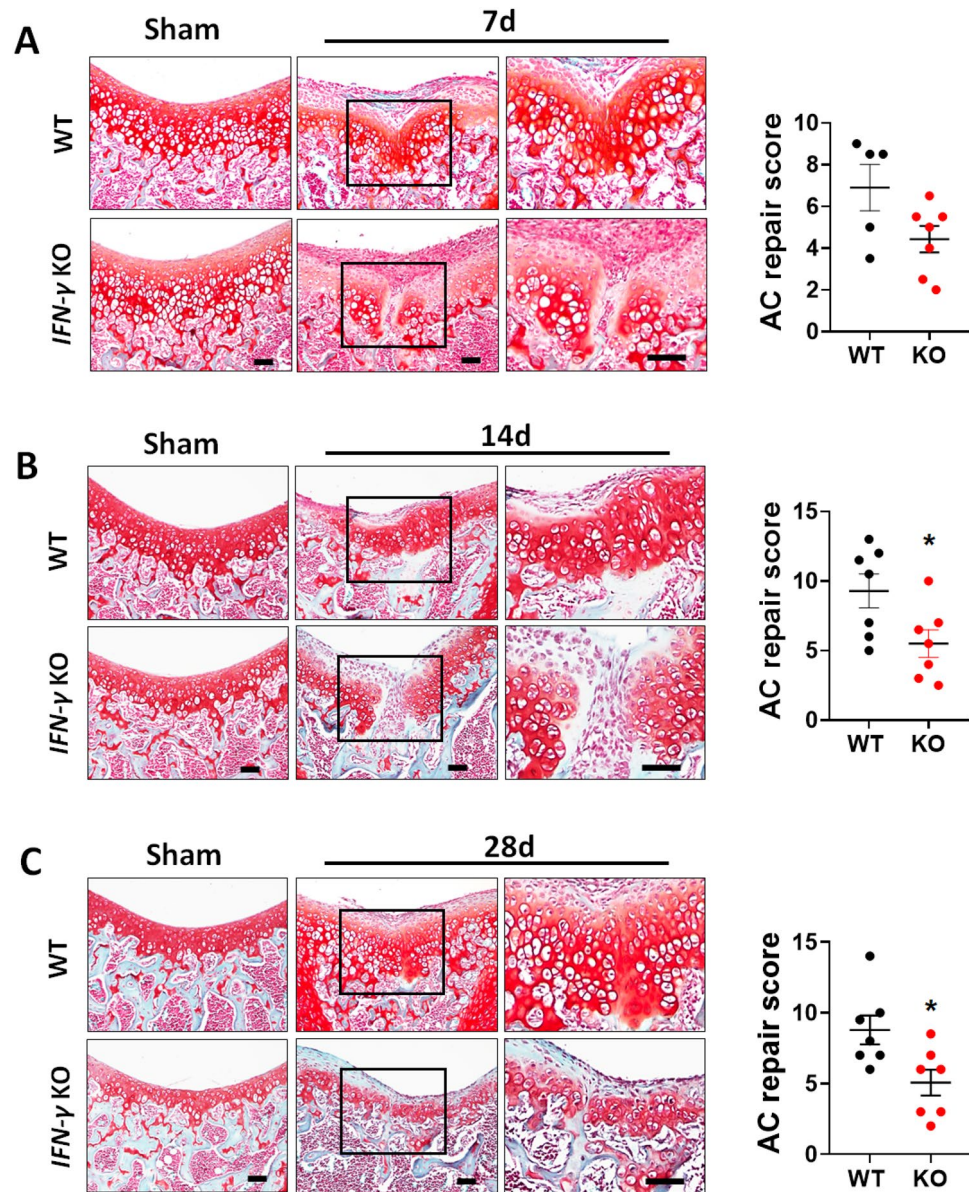 A
Sham
7d
WT
IFN-γ KO
AC repair score
10
8
6
4
2
0
WT
KO
B
Sham
14d
WT
IFN-γ KO
AC repair score
15
10
5
0
*
WT
KO
C
Sham
28d
WT
IFN-γ KO
AC repair score
15
10
5
0
*
WT
KO